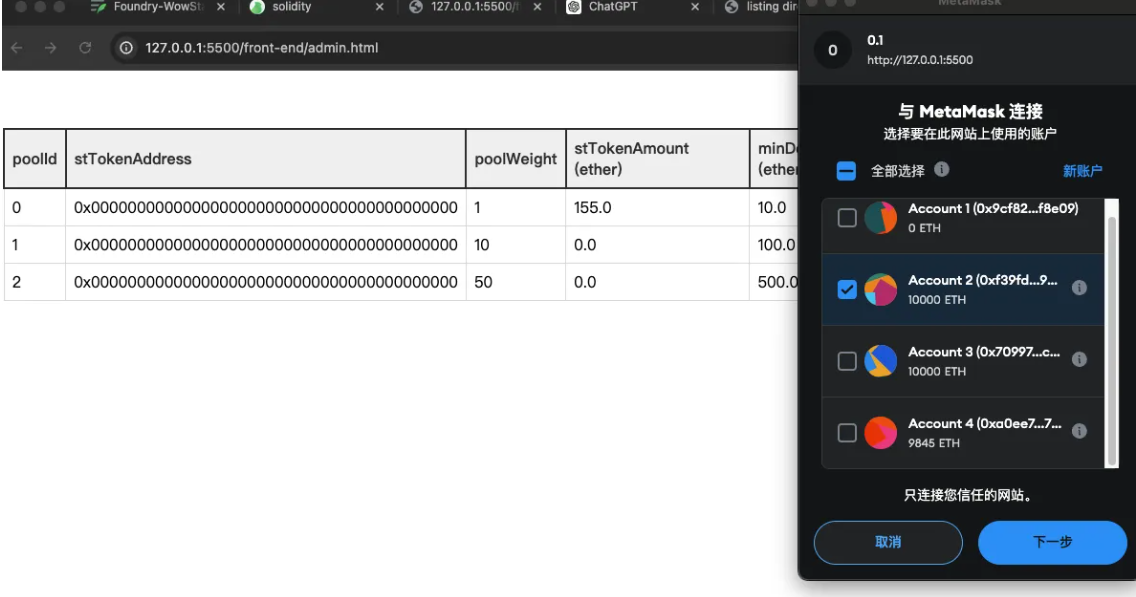 Foundry-WowSt
solidity
127.0.0.1:5500/f
ChatGPT
listing dir
127.0.0.1:5500/front-end/admin.html
poolId stTokenAddress poolWeight stTokenAmount (ether) minDe (ether
0 0x0000000000000000000000000000000000000000 1 155.0 10.0
1 0x0000000000000000000000000000000000000000 10 0.0 100.0
2 0x0000000000000000000000000000000000000000 50 0.0 500.0
MetaMask
0
0.1
http://127.0.0.1:5500
与 MetaMask 连接
选择要在此网站上使用的账户
全部选择
新账户
Account 1 (0x9cf82...f8e09)
0 ETH
Account 2 (0xf39fd...9...
10000 ETH
Account 3 (0x70997...c...
10000 ETH
Account 4 (0xa0ee7...7...
9845 ETH
只连接您信任的网站。
取消
下一步